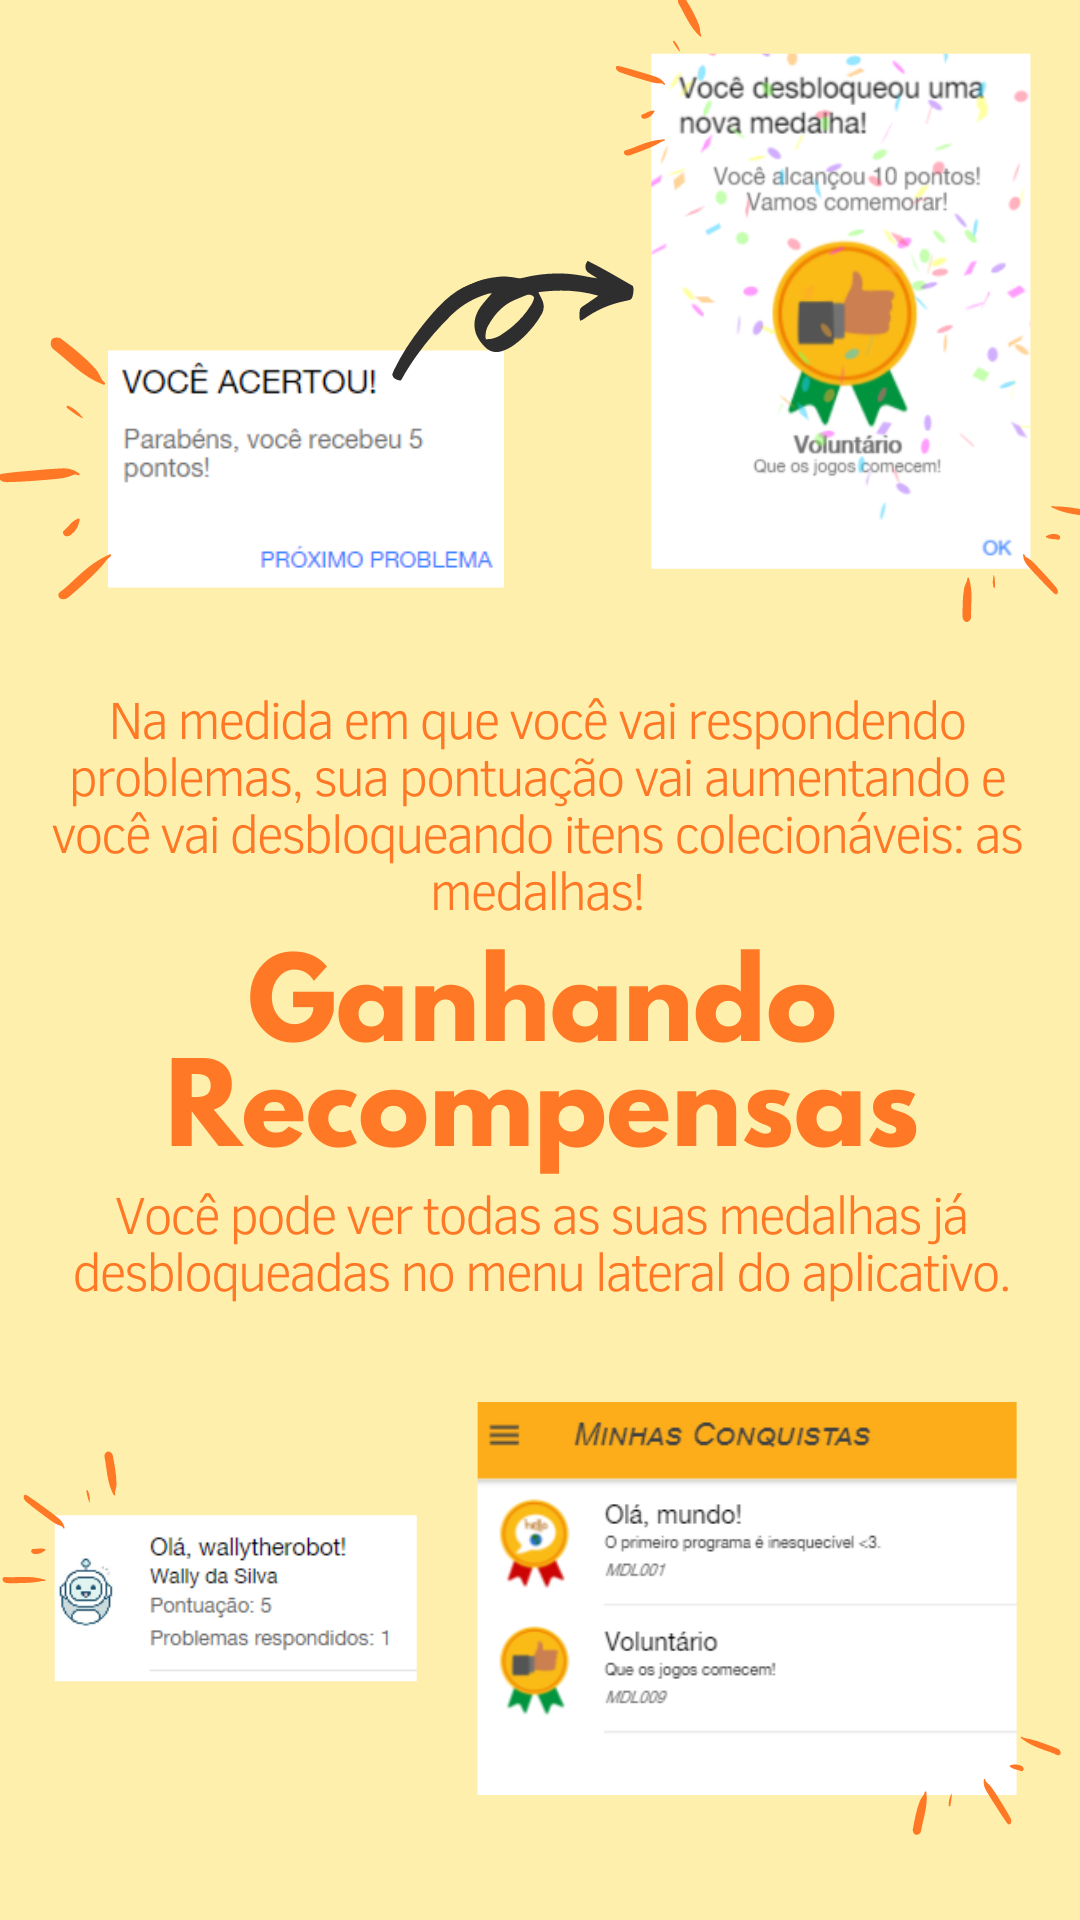 Você desbloqueou uma
nova medalha!
Você alcançou 10 pontos!
Vamos comemorar!
Voluntário
Que os jogos comecem!
OK
VOCÊ ACERTOU!
Parabéns, você recebeu 5
pontos!
PRÓXIMO PROBLEMA
Na medida em que você vai respondendo
problemas, sua pontuação vai aumentando e
você vai desbloqueando itens colecionáveis: as
medalhas!
Ganhando
Recompensas
Você pode ver todas as suas medalhas já
desbloqueadas no menu lateral do aplicativo.
Olá, wallytherobot!
Wally da Silva
Pontuação: 5
Problemas respondidos: 1
MINHAS CONQUISTAS
hello
Olá, mundo!
O primeiro programa é inesquecível <3.
MDL001
Voluntário
Que os jogos comecem!
MDL009